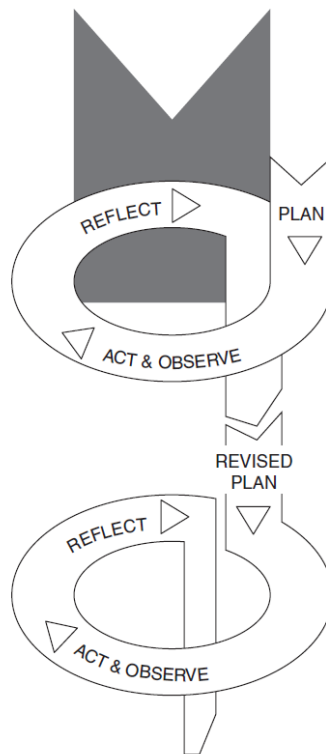 REFLECT
PLAN
ACT & OBSERVE
REVISED
PLAN
REFLECT
ACT & OBSERVE